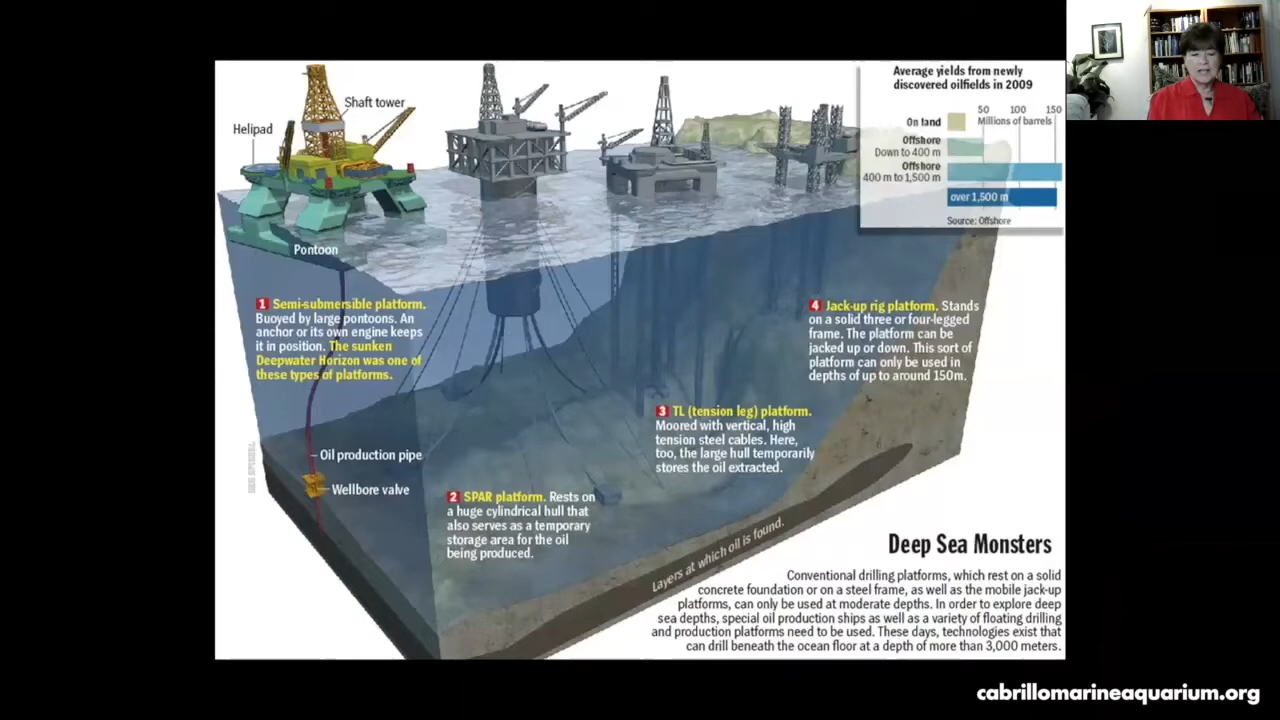 Average yields from newly
discovered oilfields in 2009
50 100 150
Millions of barrels
On land
Offshore
Down to 400 m
Offshore
400 m to 1,500 m
over 1,500 m
Source: Offshore
Shaft tower
Helipad
Pontoon
1 Semi-submersible platform.
Buoyed by large pontoons. An
anchor or its own engine keeps
it in position. The sunken
Deepwater Horizon was one of
these types of platforms.
Oil production pipe
Wellbore valve
2 SPAR platform. Rests on
a huge cylindrical hull that
also serves as a temporary
storage area for the oil
being produced.
3 TL (tension leg) platform.
Moored with vertical, high
tension steel cables. Here,
too, the large hull temporarily
stores the oil extracted.
4 Jack-up rig platform. Stands
on a solid three or four-legged
frame. The platform can be
jacked up or down. This sort of
platform can only be used in
depths of up to around 150m.
Layers at which oil is found.
Deep Sea Monsters
Conventional drilling platforms, which rest on a solid
concrete foundation or on a steel frame, as well as the mobile jack-up
platforms, can only be used at moderate depths. In order to explore deep
sea depths, special oil production ships as well as a variety of floating drilling
and production platforms need to be used. These days, technologies exist that
can drill beneath the ocean floor at a depth of more than 3,000 meters.
cabrillomarineaquarium.org